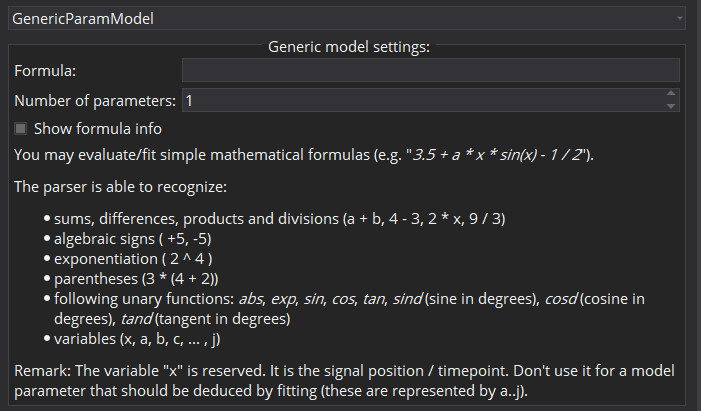 GenericParamModel
Generic model settings:
Formula:
Number of parameters: 1
Show formula info
You may evaluate/fit simple mathematical formulas (e.g. "3.5 + a * x * sin(x) - 1 / 2").
The parser is able to recognize:
• sums, differences, products and divisions (a + b, 4 - 3, 2 * x, 9 / 3)
• algebraic signs ( +5, -5)
• exponentiation ( 2 ^ 4 )
• parentheses (3 * (4 + 2))
• following unary functions: abs, exp, sin, cos, tan, sind (sine in degrees), cosd (cosine in
degrees), tand (tangent in degrees)
• variables (x, a, b, c, ... , j)
Remark: The variable "x" is reserved. It is the signal position / timepoint. Don't use it for a model
parameter that should be deduced by fitting (these are represented by a..j).